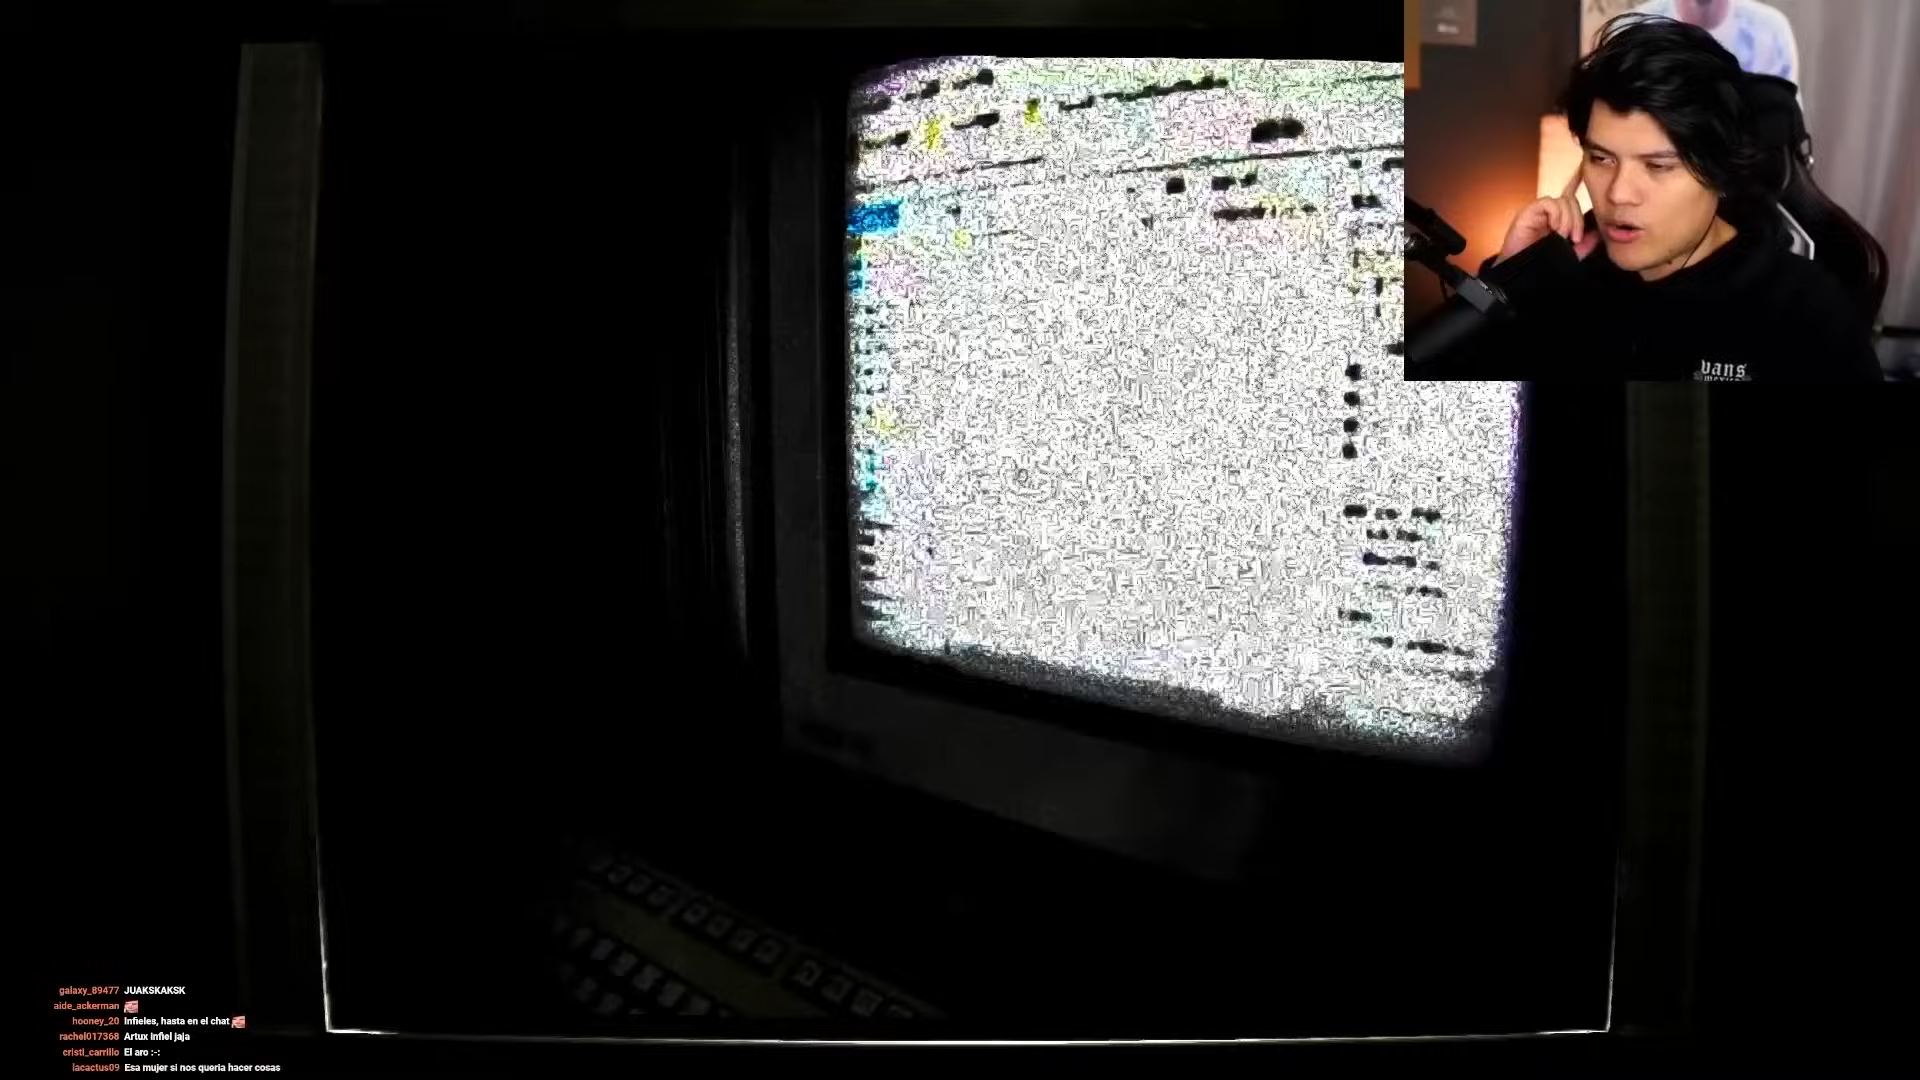 vans
mexico
galaxy_89477 JUAKSKAKSK
aide_ackerman
hooney_20 Infieles, hasta en el chat
rachel017368 Artux infiel jaja
cristi_carrillo El aro :-:
lacactus09 Esa mujer si nos queria hacer cosas